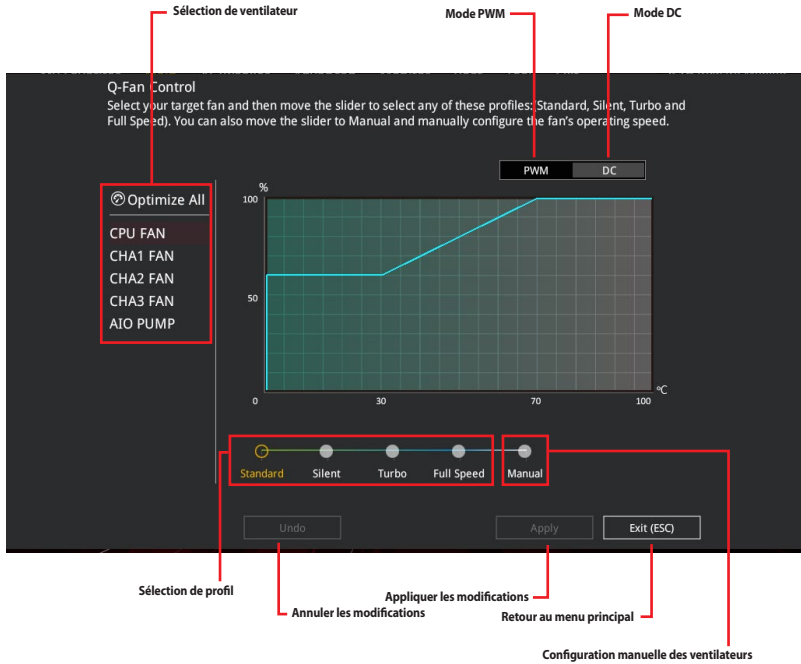 Sélection de ventilateur
Mode PWM
Mode DC
Q-Fan Control
Select your target fan and then move the slider to select any of these profiles:(Standard, Silent, Turbo and
Full Speed). You can also move the slider to Manual and manually configure the fan's operating speed.
PWM
DC
Optimize All
CPU FAN
CHA1 FAN
CHA2 FAN
CHA3 FAN
AIO PUMP
%
100
50
0
30
70
100
°C
Standard
Silent
Turbo
Full Speed
Manual
Undo
Apply
Exit (ESC)
Sélection de profil
Annuler les modifications
Appliquer les modifications
Retour au menu principal
Configuration manuelle des ventilateurs